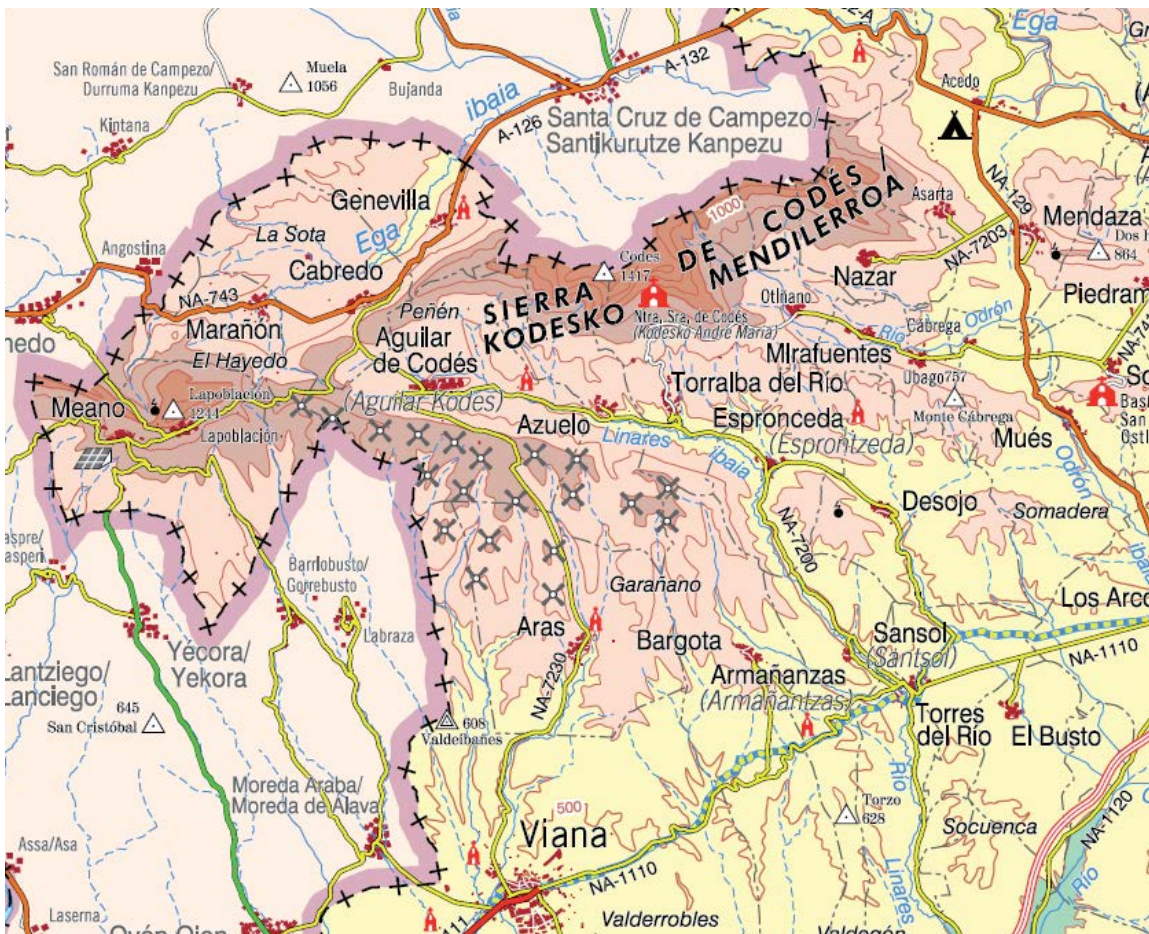 Ega
A-132
San Román de Campezo/
Durruma Kanpezu
Muela
1056
Bujanda
ibaia
Acedo
Kintana
A-126
Santa Cruz de Campezo/
Santikurutze Kanpezu
Genevilla
La Sota
Ega
1000
CODÉS /
DE MENDILERROA
Asarta
NA-129
Mendaza
Angostina
Cabredo
Codes
1417
SIERRA
KODESKO
NA-7203
Nazar
864
NA-743
Peñén
Otiñano
Ntra. Sra. de Codés
(Kodesko Andre Maria)
Marañón
El Hayedo
Aguilar
de Codés
(Aguilar Kodes)
Río
Cábrega
Odrón
Mirafuentes
Ubago
757
Monte Cábrega
Meano
Lapoblación
1244
Lapoblación
Torralba del Río
Azuelo
Espronceda
(Esprontzeda)
Linares
ibaia
Mués
Odrón
Desojo
Somadera
NA-7200
Barriobusto/
Gorrebusto
Labraza
Garañano
Los Arco
Yécora/
Yekora
Lantziego/
Lanciego
Aras
Bargota
Sansol
(Santsol)
NA-1110
NA-7230
Armañanzas
(Armañantzas)
645
San Cristóbal
608
Valdeibañes
Torres
del Río
El Busto
Moreda Araba/
Moreda de Álava
500
Río
Torzo
628
Socuenca
NA-1120
Río
Assa/Asa
Viana
NA-1110
Linares
Laserna
Valderrobles